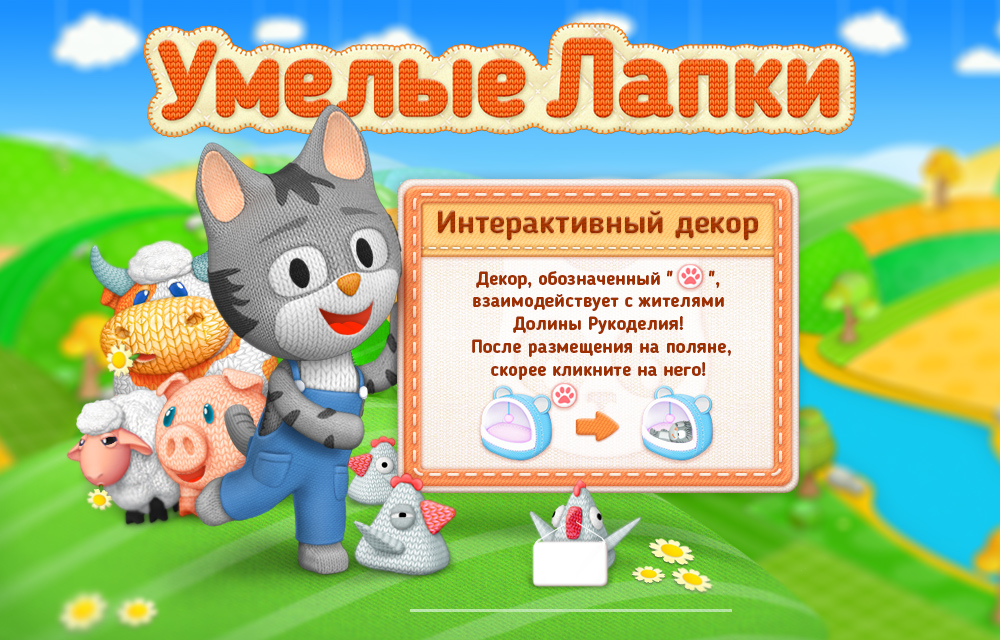 Умелые Лапки
Интерактивный декор
Декор, обозначенный " ",
взаимодействует с жителями
Долины Рукоделия!
После размещения на поляне,
скорее кликните на него!